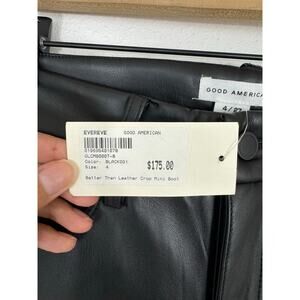 GOOD AMERICA
4/27
EVEREVE GOOD AMERICAN
GLCMB0007-B
Color: BLACK001
Size: 4
$175.00
Better Than Leather Crop Mini Boot